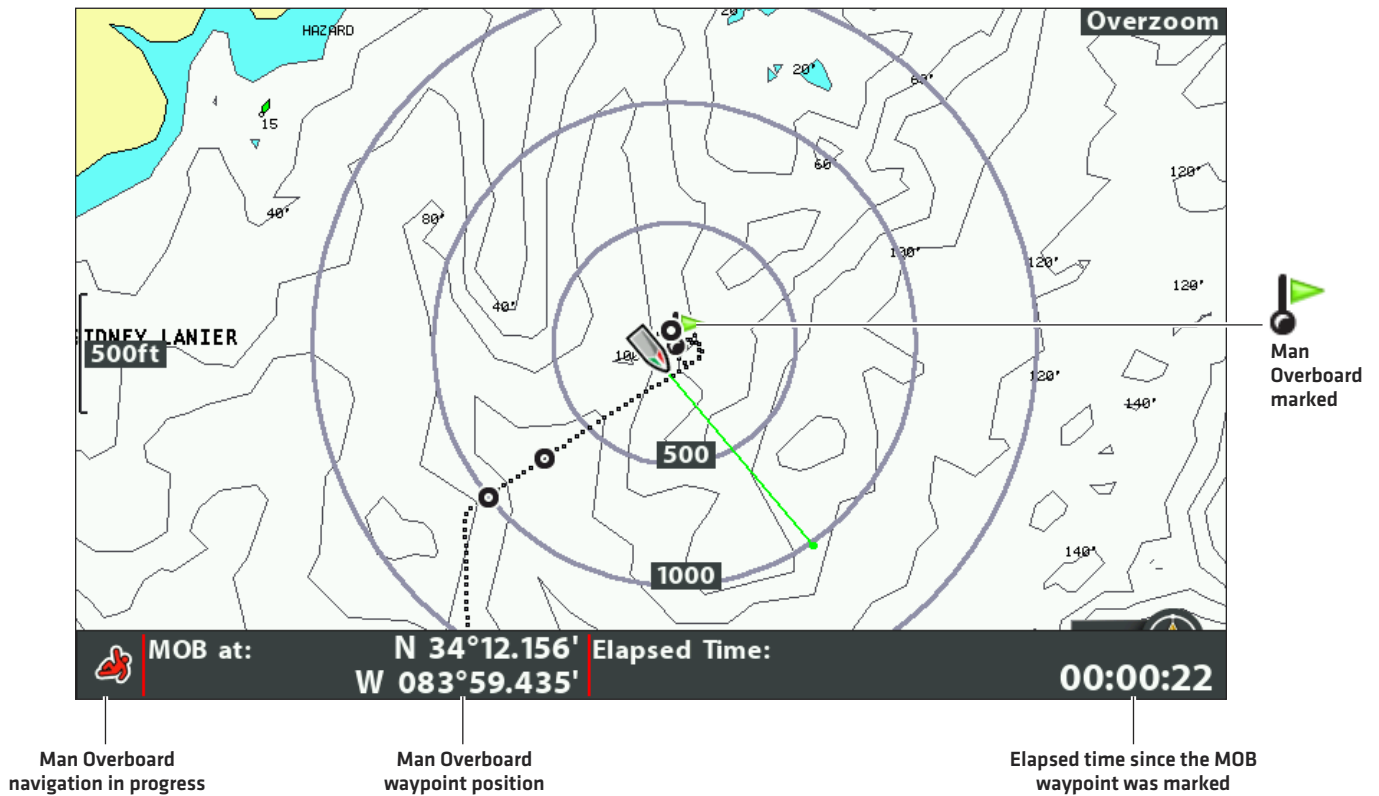 HAZARD
20'
Overzoom
20'
60'
15
60'
120'
40'
80'
120'
120'
40'
SIDNEY LANIER
500ft
Man
Overboard
marked
120'
140'
500
140'
1000
MOB at:
N 34°12.156'
W 083°59.435'
Elapsed Time:
00:00:22
Man Overboard
navigation in progress
Man Overboard
waypoint position
Elapsed time since the MOB
waypoint was marked